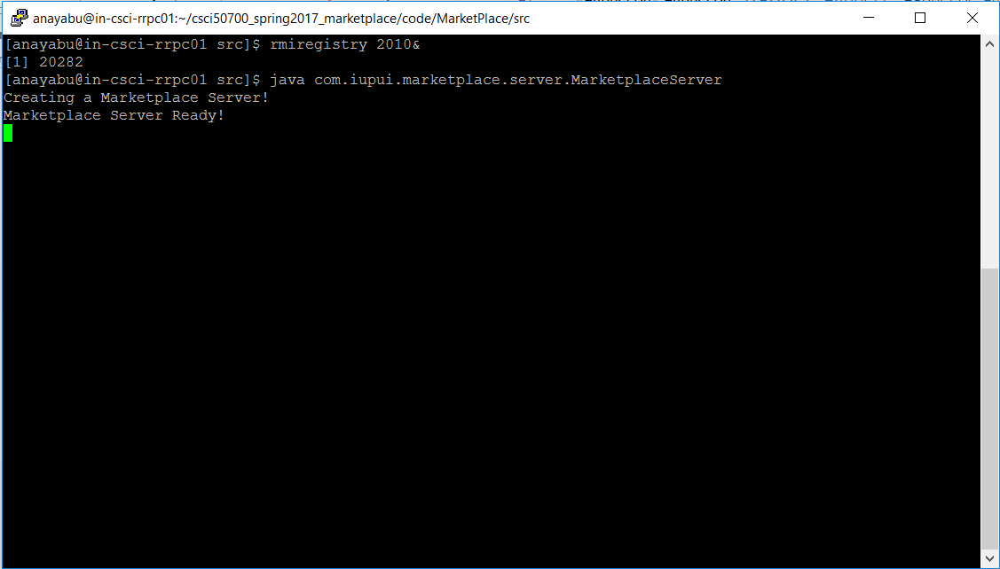 anayabu@in-csci-rrpc01:~/csci50700_spring2017_marketplace/code/MarketPlace/src
[anayabu@in-csci-rrpc01 src]$ rmiregistry 2010&
[1] 20282
[anayabu@in-csci-rrpc01 src]$ java com.iupui.marketplace.server.MarketplaceServer
Creating a Marketplace Server!
Marketplace Server Ready!